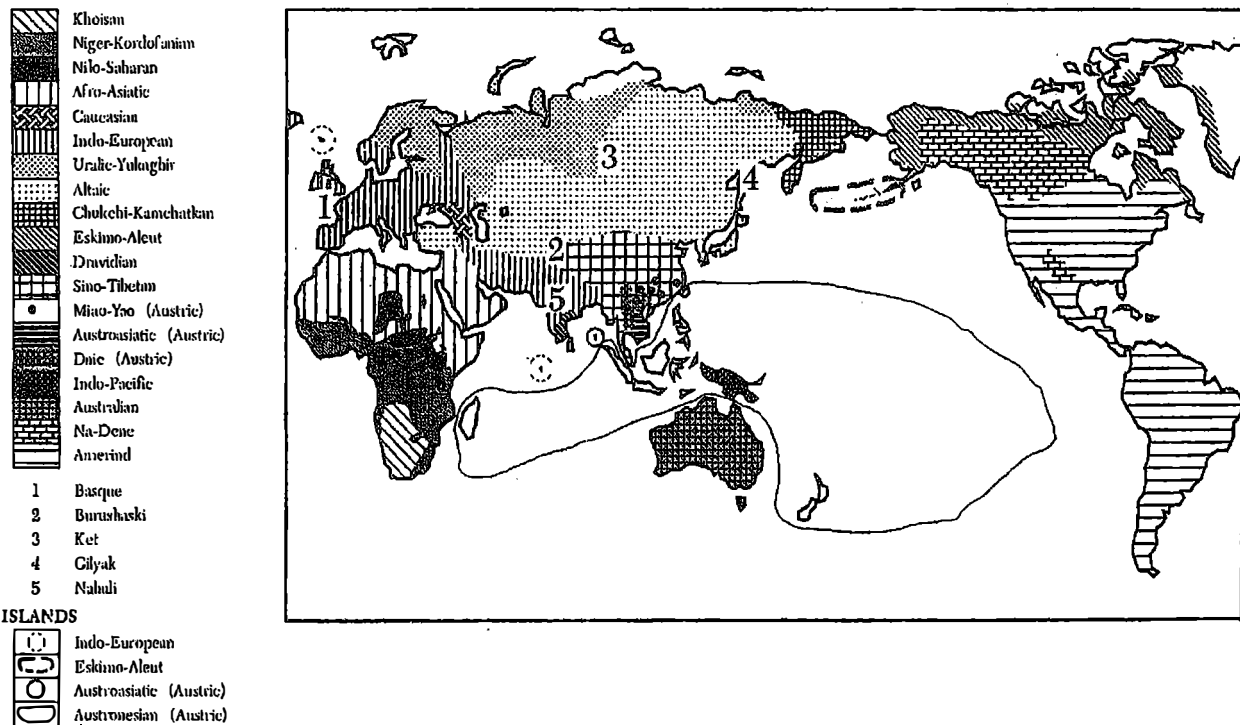 Khoisan
Niger-Kordofanian
Nilo-Saharan
Afro-Asiatic
Caucasian
Indo-European
Uralic-Yukaghir
Altaic
Chukchi-Kamchatkan
Eskimo-Aleut
Dravidian
Sino-Tibetan
Miao-Yao (Austric)
Austroasiatic (Austric)
Daic (Austric)
Indo-Pacific
Australian
Na-Dene
Amerind
1 Basque
2 Burushaski
3 Ket
4 Gilyak
5 Nahali
ISLANDS
Indo-European
Eskimo-Aleut
Austroasiatic (Austric)
Austronesian (Austric)
1
2
3
4
5